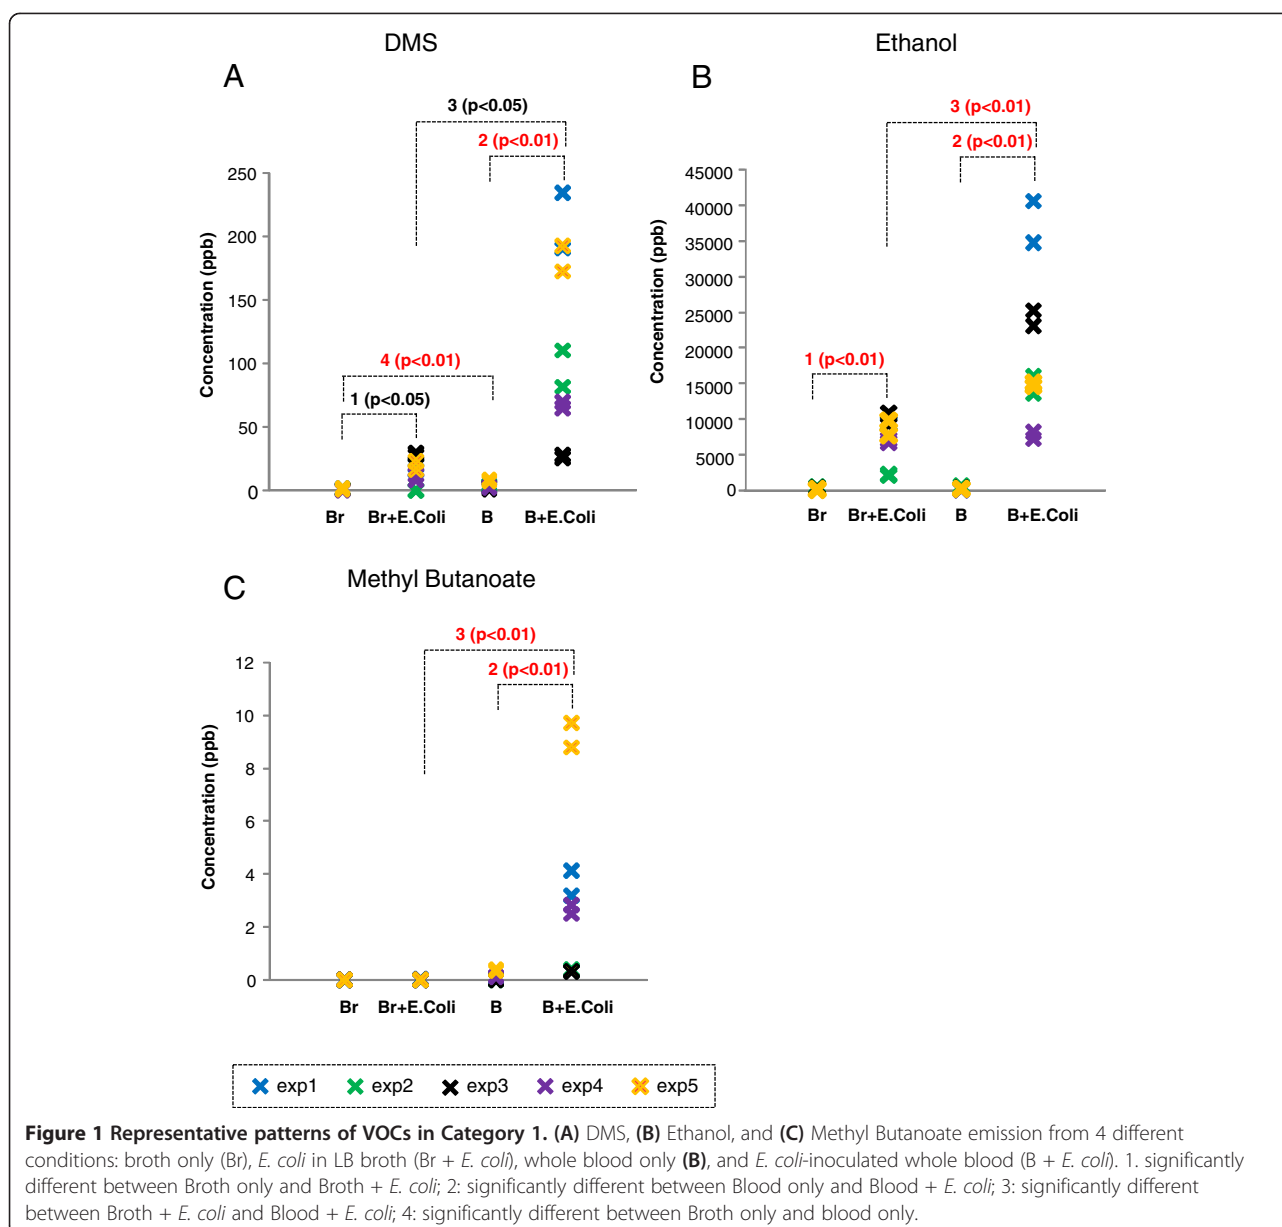 DMS
A
3 (p<0.05)
2 (p<0.01)
4 (p<0.01)
1 (p<0.05)
Concentration (ppb)
250
200
150
100
50
0
Br Br+E.Coli B B+E.Coli
Ethanol
B
3 (p<0.01)
2 (p<0.01)
1 (p<0.01)
Concentration (ppb)
45000
40000
35000
30000
25000
20000
15000
10000
5000
0
Br Br+E.Coli B B+E.Coli
Methyl Butanoate
C
3 (p<0.01)
2 (p<0.01)
Concentration (ppb)
12
10
8
6
4
2
0
Br Br+E.Coli B B+E.Coli
exp1 exp2 exp3 exp4 exp5
Figure 1 Representative patterns of VOCs in Category 1. (A) DMS, (B) Ethanol, and (C) Methyl Butanoate emission from 4 different
conditions: broth only (Br), E. coli in LB broth (Br + E. coli), whole blood only (B), and E. coli-inoculated whole blood (B + E. coli). 1. significantly
different between Broth only and Broth + E. coli; 2: significantly different between Blood only and Blood + E. coli; 3: significantly different
between Broth + E. coli and Blood + E. coli; 4: significantly different between Broth only and blood only.